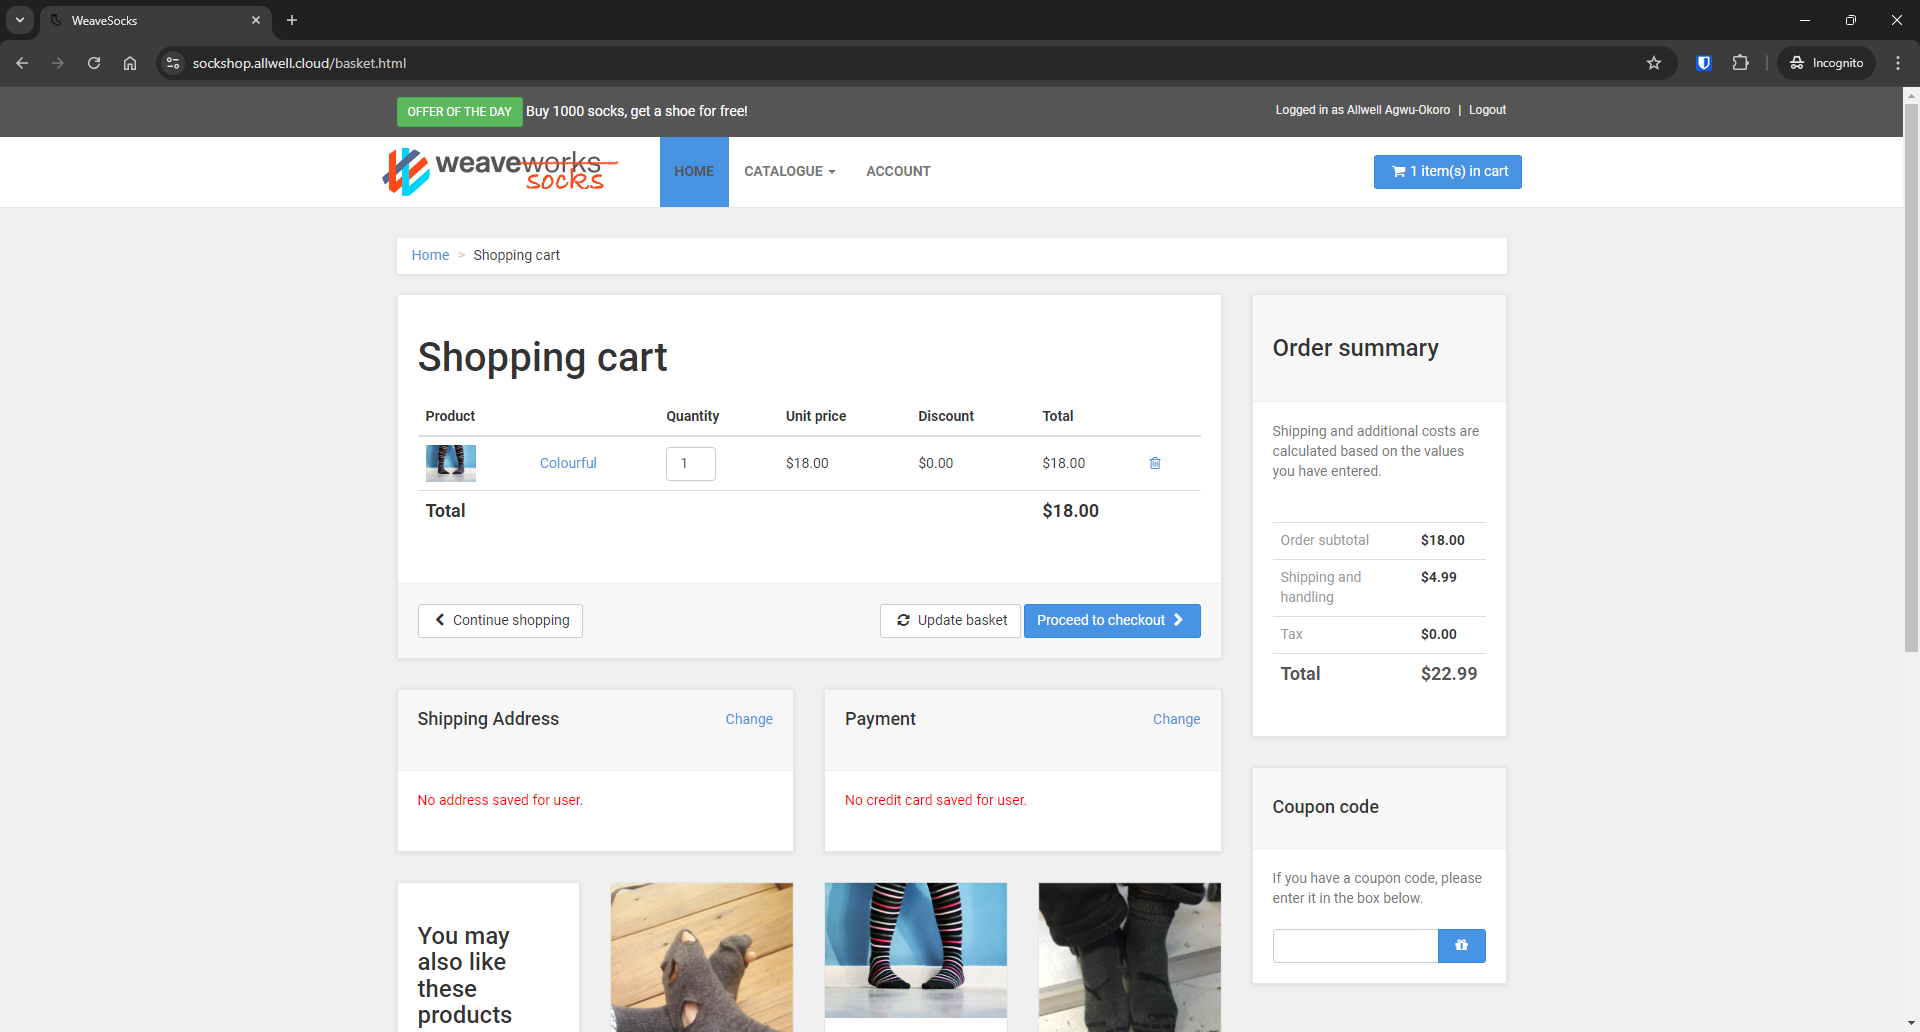 WeaveSocks
sockshop.allwell.cloud/basket.html
Incognito
OFFER OF THE DAY Buy 1000 socks, get a shoe for free!
Logged in as Allwell Agwu-Okoro | Logout
weaveworks
socks
HOME
CATALOGUE
ACCOUNT
1 item(s) in cart
Home > Shopping cart
Shopping cart
Product Quantity Unit price Discount Total
Colourful 1 $18.00 $0.00 $18.00
Total $18.00
Continue shopping
Update basket
Proceed to checkout
Order summary
Shipping and additional costs are
calculated based on the values
you have entered.
Order subtotal $18.00
Shipping and $4.99
handling
Tax $0.00
Total $22.99
Shipping Address Change
No address saved for user.
Payment Change
No credit card saved for user.
Coupon code
If you have a coupon code, please
enter it in the box below.
You may
also like
these
products